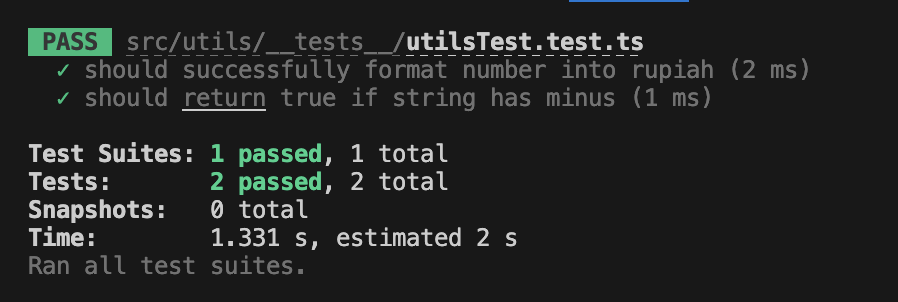 PASS src/utils/__tests__/utilsTest.test.ts
✓ should successfully format number into rupiah (2 ms)
✓ should return true if string has minus (1 ms)
Test Suites: 1 passed, 1 total
Tests: 2 passed, 2 total
Snapshots: 0 total
Time: 1.331 s, estimated 2 s
Ran all test suites.